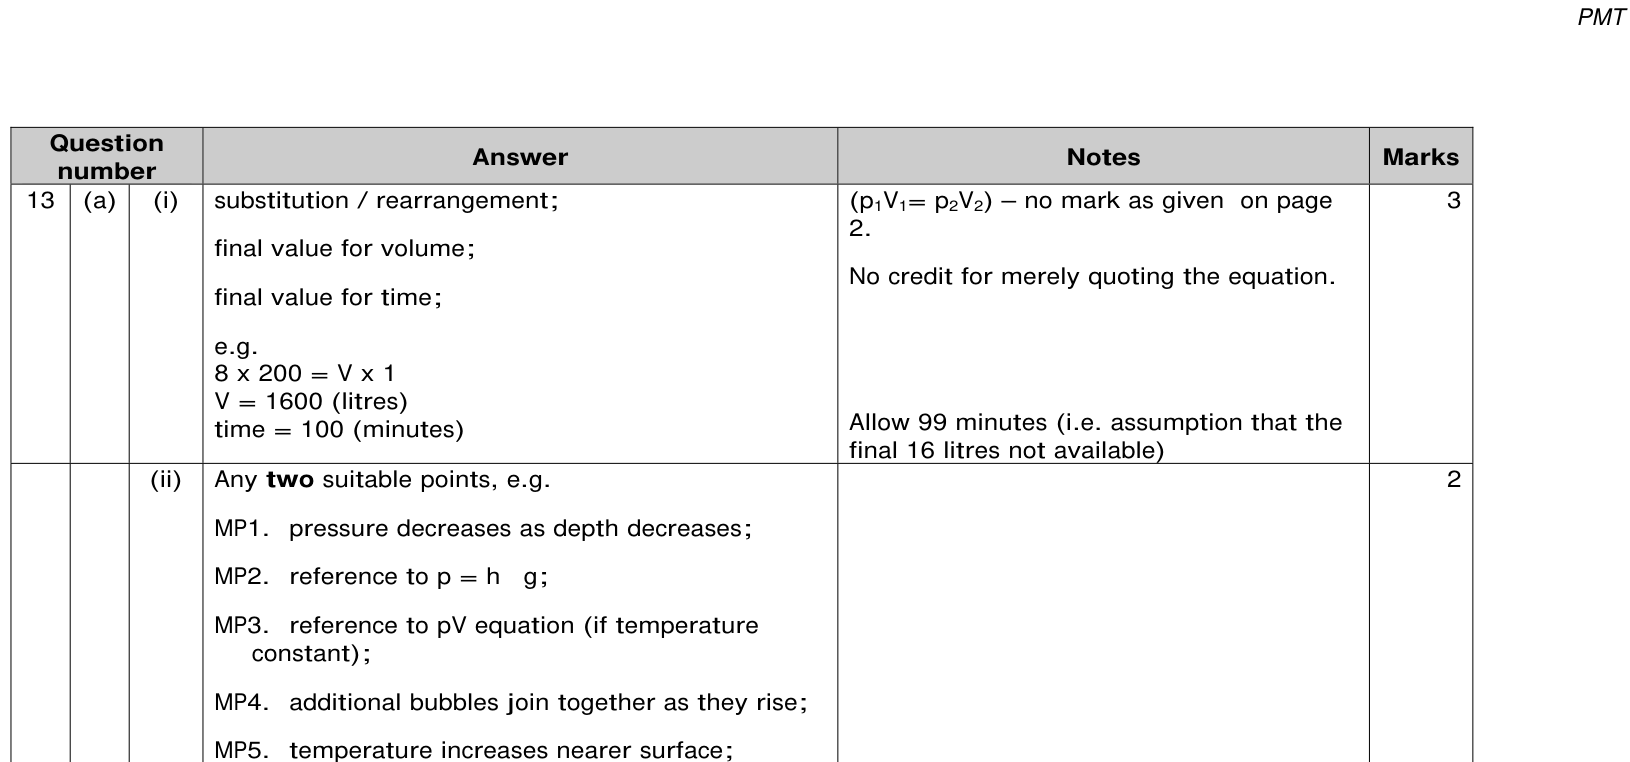 PMT
Question number
Answer
Notes
Marks
13 (a) (i)
substitution / rearrangement;
final value for volume;
final value for time;
e.g.
8 x 200 = V x 1
V = 1600 (litres)
time = 100 (minutes)
(p₁V₁= p₂V₂) – no mark as given on page
2.
No credit for merely quoting the equation.
Allow 99 minutes (i.e. assumption that the
final 16 litres not available)
3
(ii)
Any two suitable points, e.g.
MP1. pressure decreases as depth decreases;
MP2. reference to p = h g;
MP3. reference to pV equation (if temperature
constant);
MP4. additional bubbles join together as they rise;
MP5. temperature increases nearer surface;
2